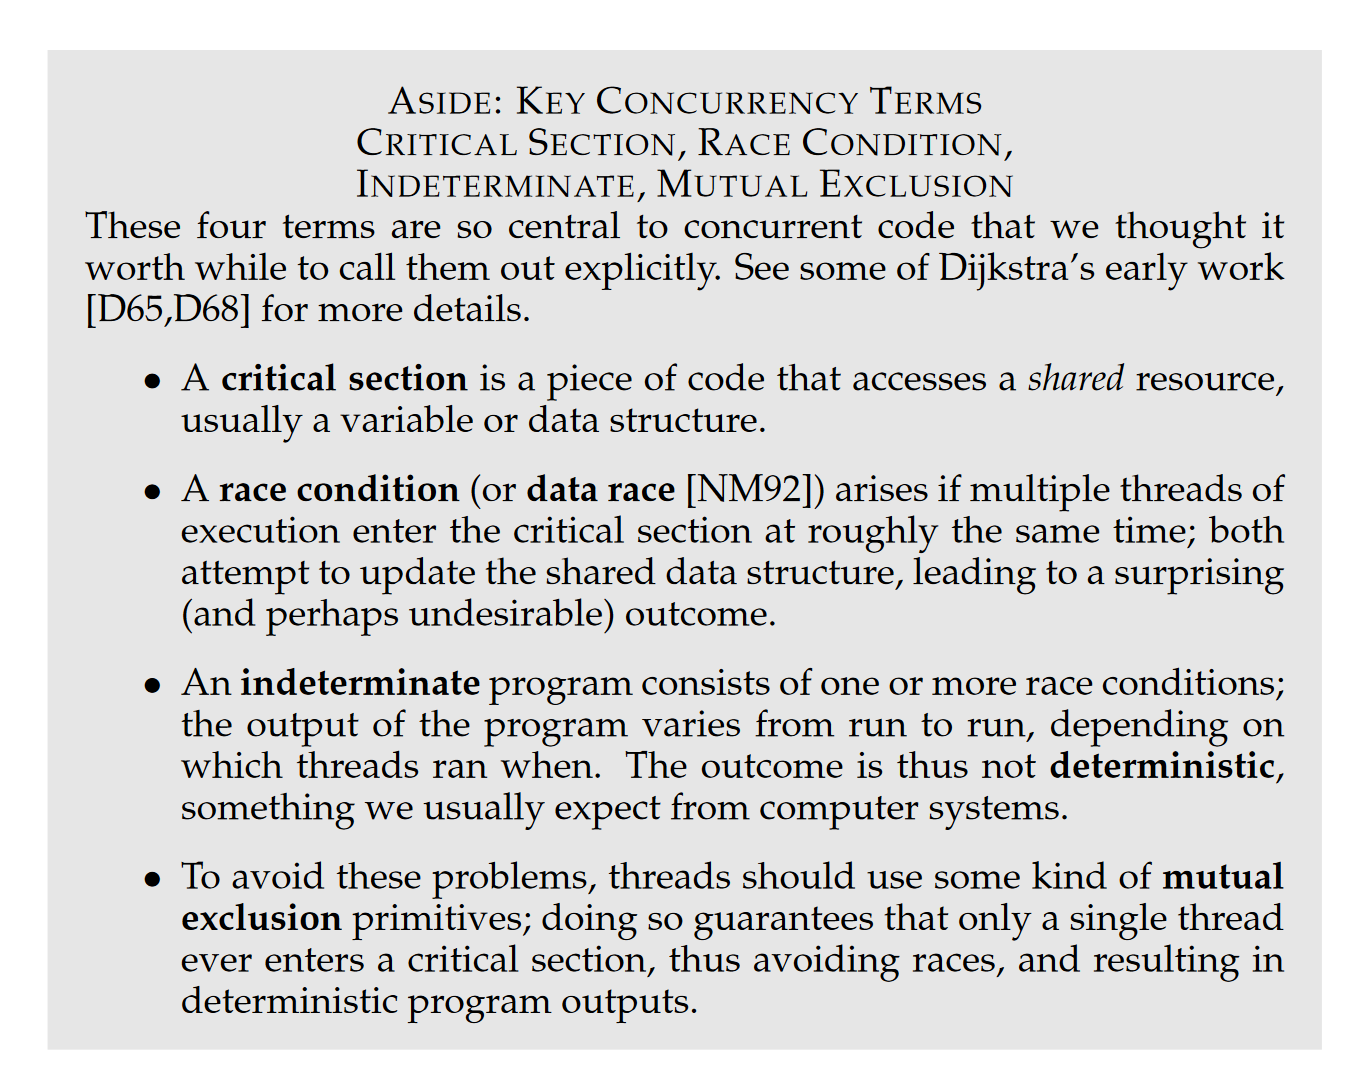 ASIDE: KEY CONCURRENCY TERMS
CRITICAL SECTION, RACE CONDITION,
INDETERMINATE, MUTUAL EXCLUSION
These four terms are so central to concurrent code that we thought it
worth while to call them out explicitly. See some of Dijkstra’s early work
[D65,D68] for more details.
• A critical section is a piece of code that accesses a shared resource,
usually a variable or data structure.
• A race condition (or data race [NM92]) arises if multiple threads of
execution enter the critical section at roughly the same time; both
attempt to update the shared data structure, leading to a surprising
(and perhaps undesirable) outcome.
• An indeterminate program consists of one or more race conditions;
the output of the program varies from run to run, depending on
which threads ran when. The outcome is thus not deterministic,
something we usually expect from computer systems.
• To avoid these problems, threads should use some kind of mutual
exclusion primitives; doing so guarantees that only a single thread
ever enters a critical section, thus avoiding races, and resulting in
deterministic program outputs.